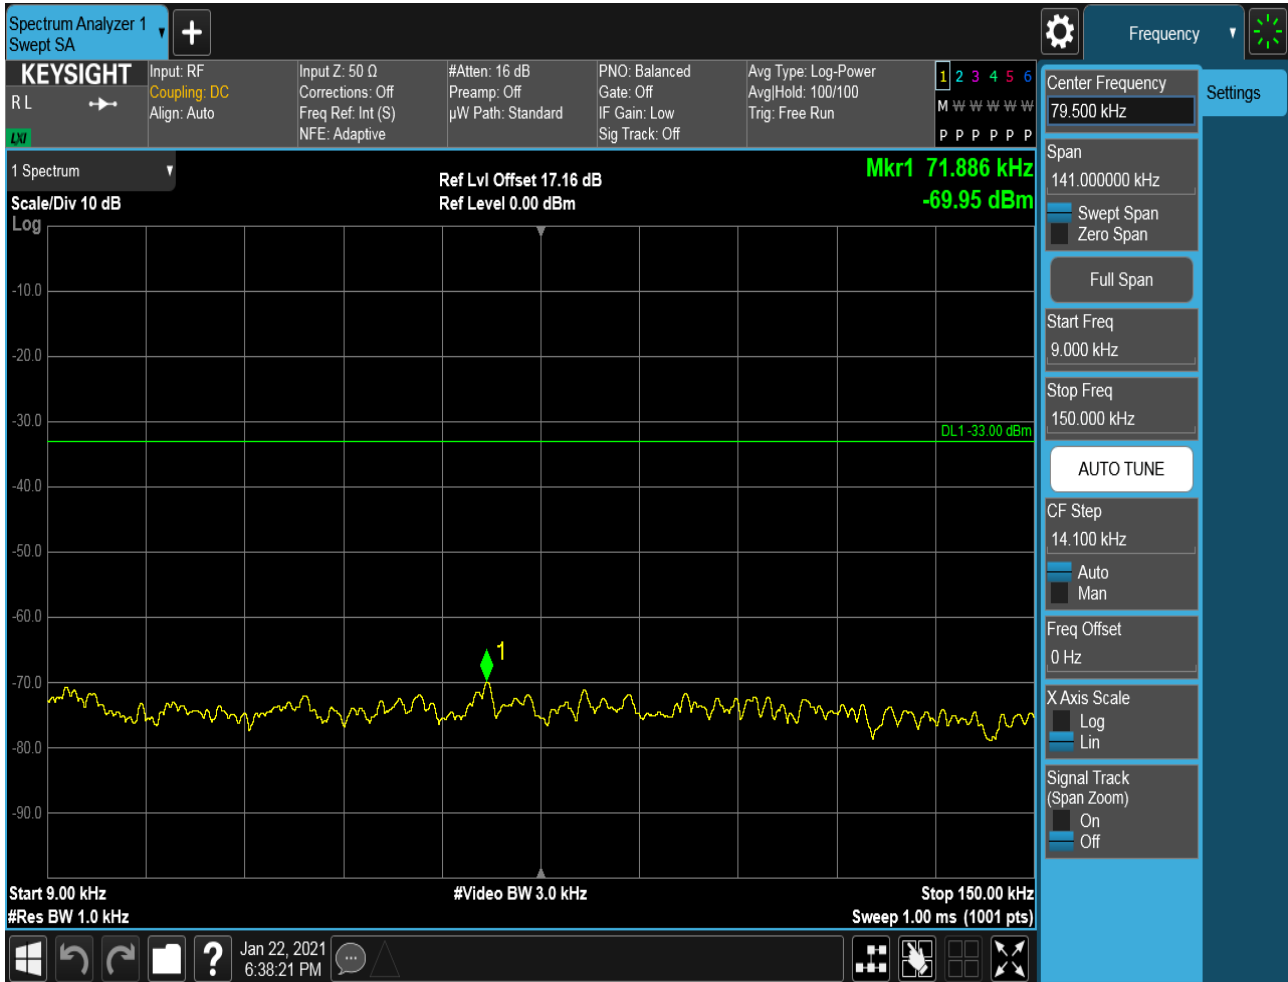 Spectrum Analyzer 1
Swept SA
Frequency
KEYSIGHT
R L
LXI
Input: RF
Coupling: DC
Align: Auto
Input Z: 50 Ω
Corrections: Off
Freq Ref: Int (S)
NFE: Adaptive
#Atten: 16 dB
Preamp: Off
µW Path: Standard
PNO: Balanced
Gate: Off
IF Gain: Low
Sig Track: Off
Avg Type: Log-Power
Avg|Hold: 100/100
Trig: Free Run
1 2 3 4 5 6
M W W W W W
P P P P P P
1 Spectrum
Scale/Div 10 dB
Log
Ref Lvl Offset 17.16 dB
Ref Level 0.00 dBm
Mkr1 71.886 kHz
-69.95 dBm
-10.0
-20.0
-30.0
DL1 -33.00 dBm
-40.0
-50.0
-60.0
1
-70.0
-80.0
-90.0
Start 9.00 kHz
#Video BW 3.0 kHz
Stop 150.00 kHz
#Res BW 1.0 kHz
Sweep 1.00 ms (1001 pts)
Center Frequency
79.500 kHz
Settings
Span
141.000000 kHz
Swept Span
Zero Span
Full Span
Start Freq
9.000 kHz
Stop Freq
150.000 kHz
AUTO TUNE
CF Step
14.100 kHz
Auto
Man
Freq Offset
0 Hz
X Axis Scale
Log
Lin
Signal Track
(Span Zoom)
On
Off
?
Jan 22, 2021
6:38:21 PM